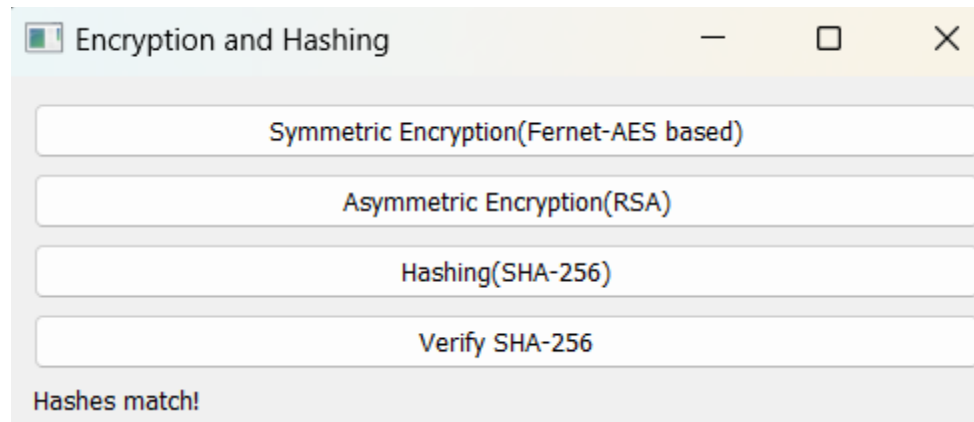 Encryption and Hashing
Symmetric Encryption(Fernet-AES based)
Asymmetric Encryption(RSA)
Hashing(SHA-256)
Verify SHA-256
Hashes match!